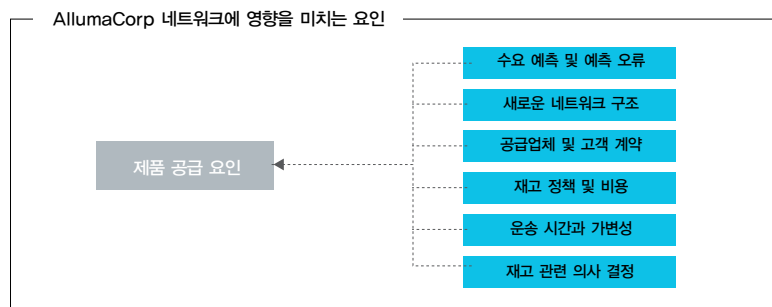 AllumaCorp 네트워크에 영향을 미치는 요인
수요 예측 및 예측 오류
새로운 네트워크 구조
공급업체 및 고객 계약
제품 공급 요인
재고 정책 및 비용
운송 시간과 가변성
재고 관련 의사 결정